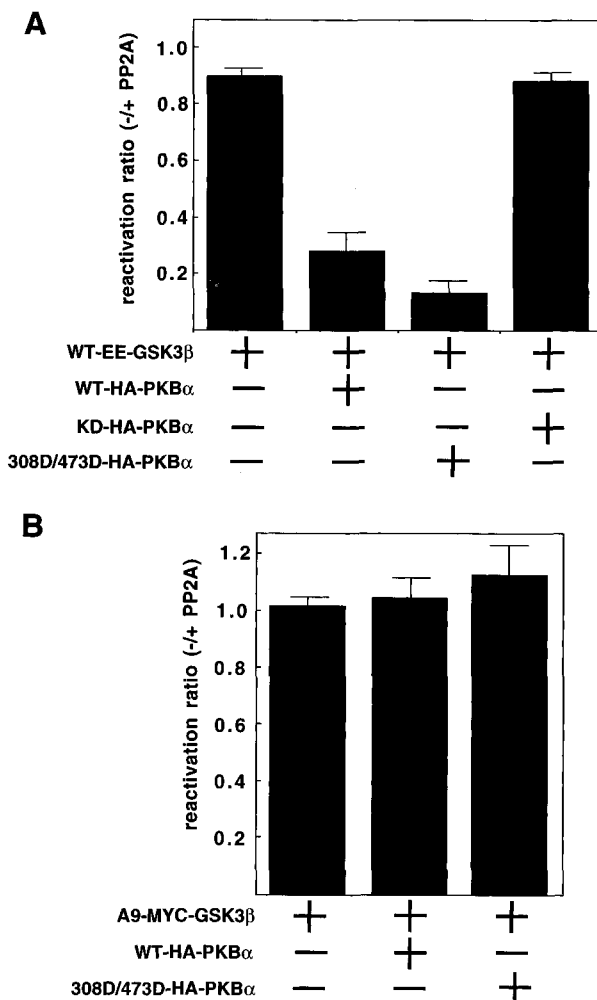 A
reactivation ratio (-/+ PP2A)
1.0
0.8
0.6
0.4
0.2
WT-EE-GSK3β + + + +
WT-HA-PKBα — + — —
KD-HA-PKBα — — — +
308D/473D-HA-PKBα — — + —
B
reactivation ratio (-/+ PP2A)
1.2
1.0
0.8
0.6
0.4
0.2
A9-MYC-GSK3β + + +
WT-HA-PKBα — + —
308D/473D-HA-PKBα — — +